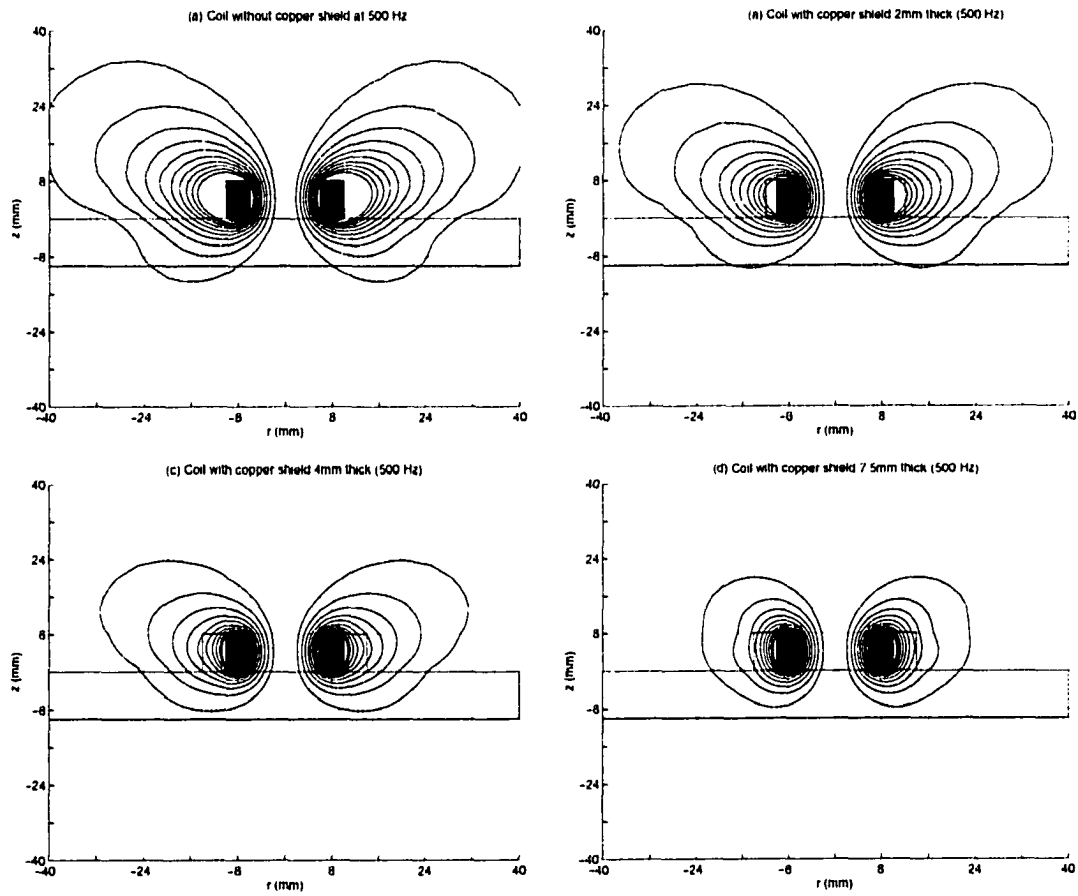 (a) Coil without copper shield at 500 Hz
40
24
8
-8
-24
-40
z (mm)
-40 -24 -8 8 24 40
r (mm)
(a) Coil with copper shield 2mm thick (500 Hz)
40
24
8
-8
-24
-40
z (mm)
-40 -24 -8 8 24 40
r (mm)
(c) Coil with copper shield 4mm thick (500 Hz)
40
24
8
-8
-24
-40
z (mm)
-40 -24 -8 8 24 40
r (mm)
(d) Coil with copper shield 7 5mm thick (500 Hz)
40
24
8
-8
-24
-40
z (mm)
-40 -24 -8 8 24 40
r (mm)